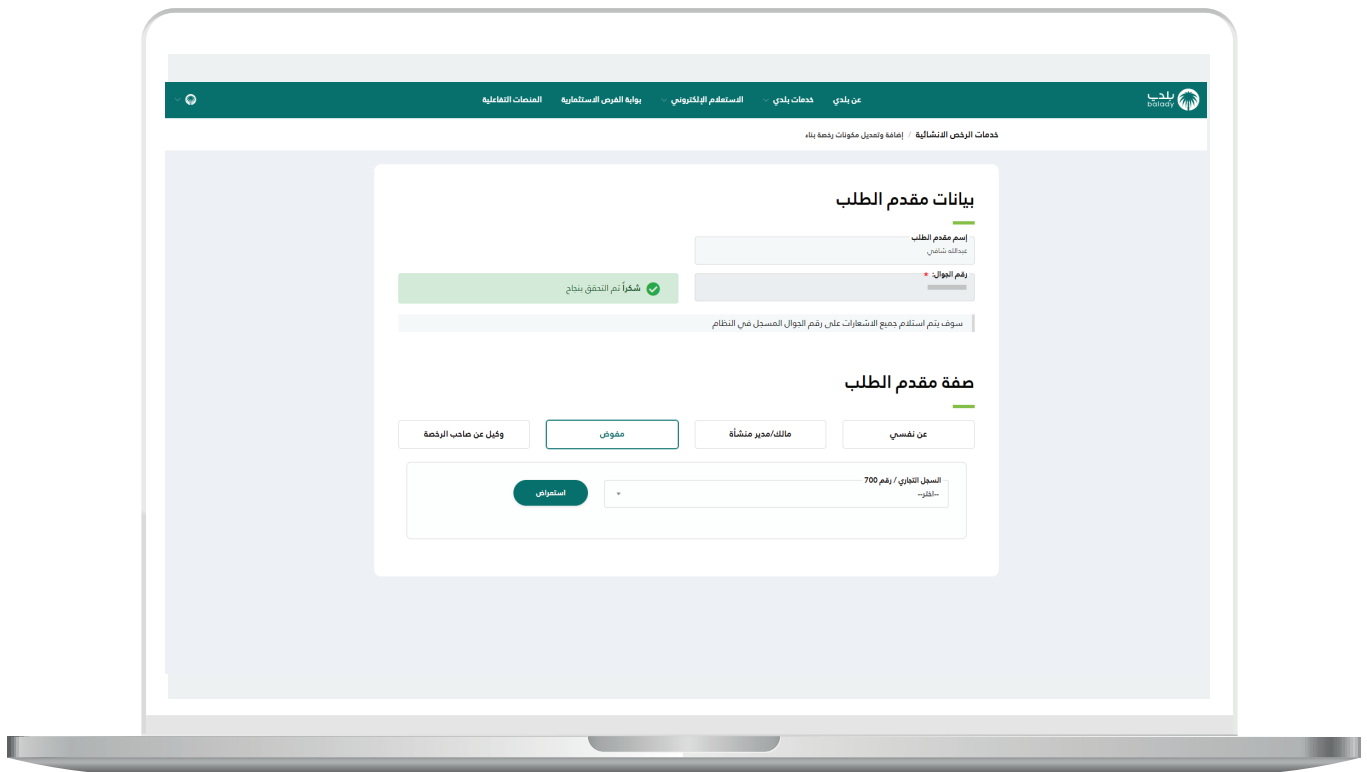 بلدي
balady
عن بلدي
خدمات بلدي
الاستعلام الإلكتروني
بوابة الفرص الاستثمارية
المنصات التفاعلية
خدمات الرخص الانشائية / إضافة وتعديل مكونات رخصة بناء
بيانات مقدم الطلب
إسم مقدم الطلب
عبدالله شافي
رقم الجوال: *
شكراً تم التحقق بنجاح
سوف يتم استلام جميع الاشعارات على رقم الجوال المسجل في النظام
صفة مقدم الطلب
عن نفسي
مالك/مدير منشأة
مفوض
وكيل عن صاحب الرخصة
السجل التجاري / رقم 700
--اختر--
استعراض